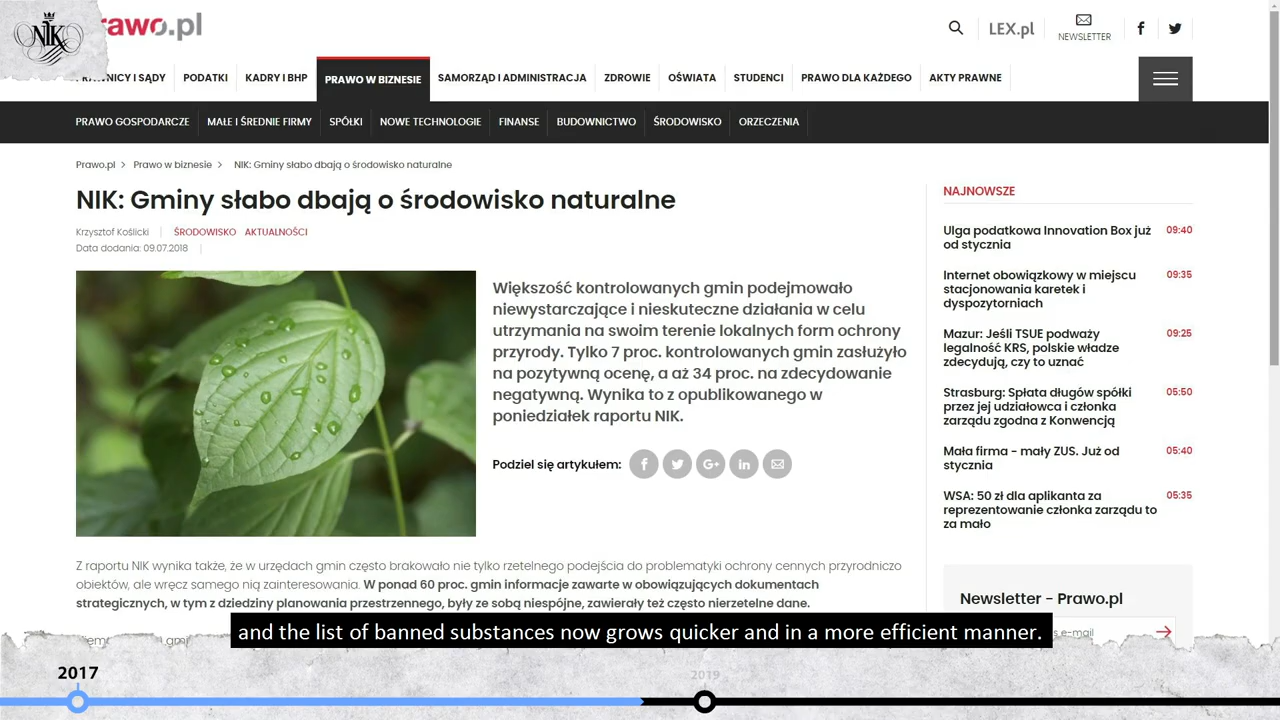 NIK
rawo.pl
LEX.pl
NEWSLETTER
PRAWNICY I SĄDY
PODATKI
KADRY I BHP
PRAWO W BIZNESIE
SAMORZĄD I ADMINISTRACJA
ZDROWIE
OŚWIATA
STUDENCI
PRAWO DLA KAŻDEGO
AKTY PRAWNE
PRAWO GOSPODARCZE
MAŁE I ŚREDNIE FIRMY
SPÓŁKI
NOWE TECHNOLOGIE
FINANSE
BUDOWNICTWO
ŚRODOWISKO
ORZECZENIA
Prawo.pl > Prawo w biznesie > NIK: Gminy słabo dbają o środowisko naturalne
NIK: Gminy słabo dbają o środowisko naturalne
Krzysztof Koślicki | ŚRODOWISKO AKTUALNOŚCI
Data dodania: 09.07.2018 |
Większość kontrolowanych gmin podejmowało
niewystarczające i nieskuteczne działania w celu
utrzymania na swoim terenie lokalnych form ochrony
przyrody. Tylko 7 proc. kontrolowanych gmin zasłużyło
na pozytywną ocenę, a aż 34 proc. na zdecydowanie
negatywną. Wynika to z opublikowanego w
poniedziałek raportu NIK.
Podziel się artykułem:
Z raportu NIK wynika także, że w urzędach gmin często brakowało nie tylko rzetelnego podejścia do problematyki ochrony cennych przyrodniczo
obiektów, ale wręcz samego nią zainteresowania. W ponad 60 proc. gmin informacje zawarte w obowiązujących dokumentach
strategicznych, w tym z dziedziny planowania przestrzennego, były ze sobą niespójne, zawierały też często nierzetelne dane.
NAJNOWSZE
Ulga podatkowa Innovation Box już 09:40
od stycznia
Internet obowiązkowy w miejscu 09:35
stacjonowania karetek i
dyspozytorniach
Mazur: Jeśli TSUE podważy 09:25
legalność KRS, polskie władze
zdecydują, czy to uznać
Strasburg: Spłata długów spółki 05:50
przez jej udziałowca i członka
zarządu zgodna z Konwencją
Mała firma - mały ZUS. Już od 05:40
stycznia
WSA: 50 zł dla aplikanta za 05:35
reprezentowanie członka zarządu to
za mało
Newsletter - Prawo.pl
e-mail
and the list of banned substances now grows quicker and in a more efficient manner.
2017
2019